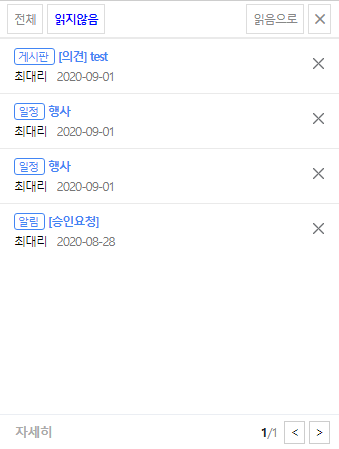 전체 읽지않음 읽음으로 ×
게시판 [의견] test
최대리 2020-09-01
일정 행사
최대리 2020-09-01
일정 행사
최대리 2020-09-01
알림 [승인요청]
최대리 2020-08-28
자세히 1/1 < >